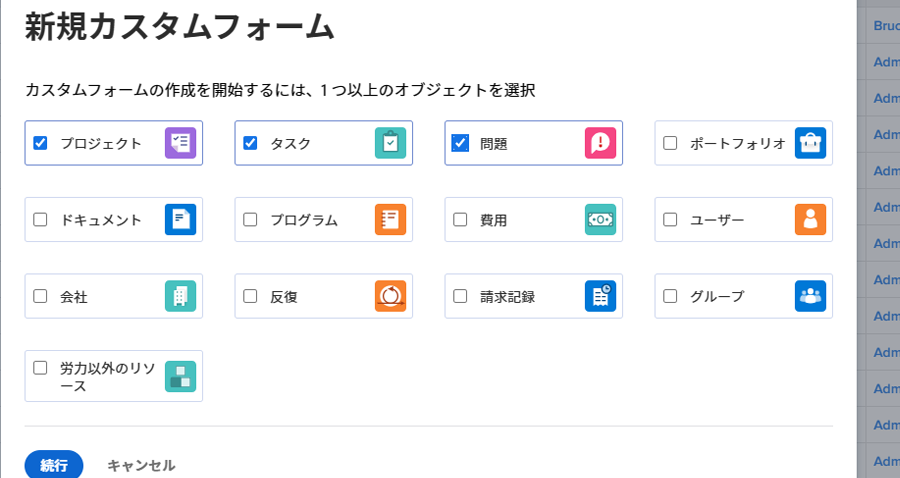 新規カスタムフォーム
カスタムフォームの作成を開始するには、1 つ以上のオブジェクトを選択
プロジェクト
タスク
問題
ポートフォリオ
ドキュメント
プログラム
費用
ユーザー
会社
反復
請求記録
グループ
労力以外のリソ
ース
続行
キャンセル
Bruc
Adm
Adm
Adm
Adm
Adm
Adm
Adm
Adm
Adm
Adm
Adm
Adm